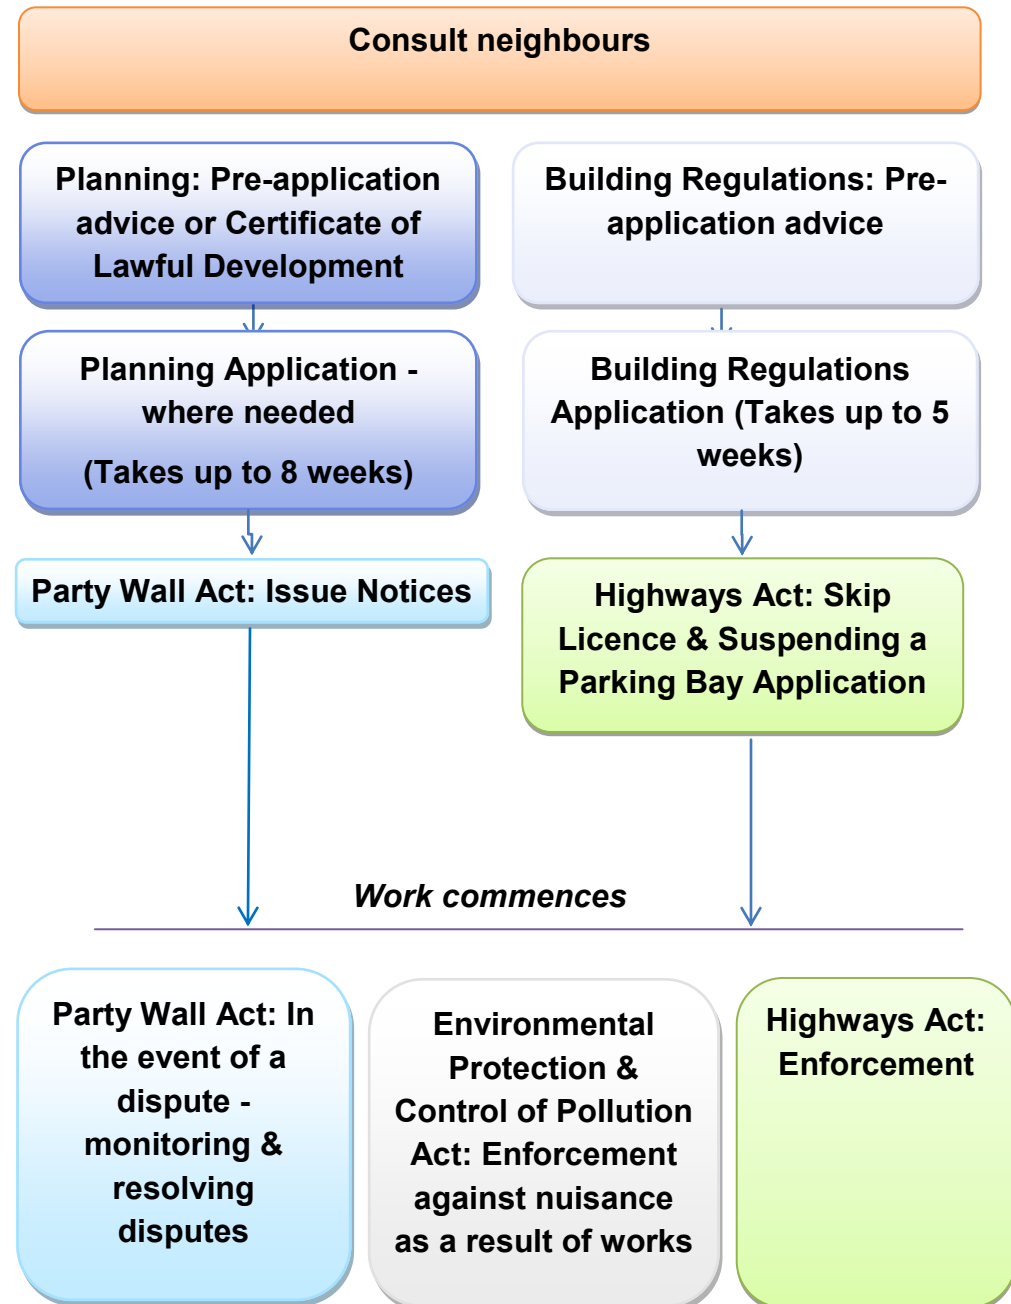 Consult neighbours
Planning: Pre-application
advice or Certificate of
Lawful Development
Building Regulations: Pre-
application advice
Planning Application -
where needed
(Takes up to 8 weeks)
Building Regulations
Application (Takes up to 5
weeks)
Party Wall Act: Issue Notices
Highways Act: Skip
Licence & Suspending a
Parking Bay Application
Work commences
Party Wall Act: In
the event of a
dispute -
monitoring &
resolving
disputes
Environmental
Protection &
Control of Pollution
Act: Enforcement
against nuisance
as a result of works
Highways Act:
Enforcement